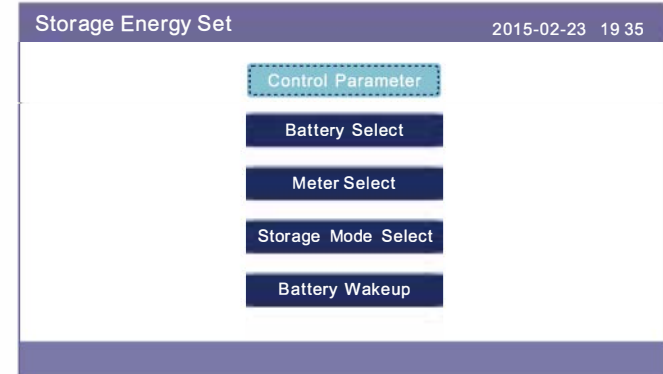 Storage Energy Set
2015-02-23 19 35
Control Parameter
Battery Select
Meter Select
Storage Mode Select
Battery Wakeup